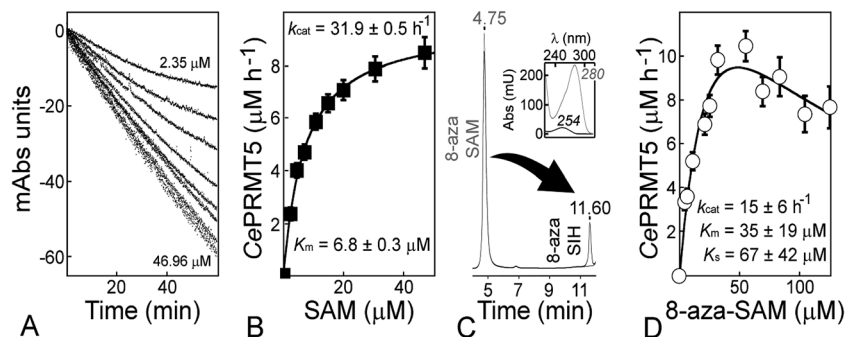 0
-20
-40
-60
mAbs units
2.35 μM
46.96 μM
20 40
Time (min)
A
8
6
4
2
CePRMT5 (μM h⁻¹)
kcat = 31.9 ± 0.5 h⁻¹
Km = 6.8 ± 0.3 μM
0 20 40
SAM (μM)
B
4.75
8-aza
SAM
λ (nm)
240 300
280
200
100
0
Abs (mU)
254
11.60
8-aza
SIH
5 7 9 11
Time (min)
C
10
8
6
4
2
CePRMT5 (μM h⁻¹)
kcat = 15 ± 6 h⁻¹
Km = 35 ± 19 μM
Ks = 67 ± 42 μM
50 100
8-aza-SAM (μM)
D